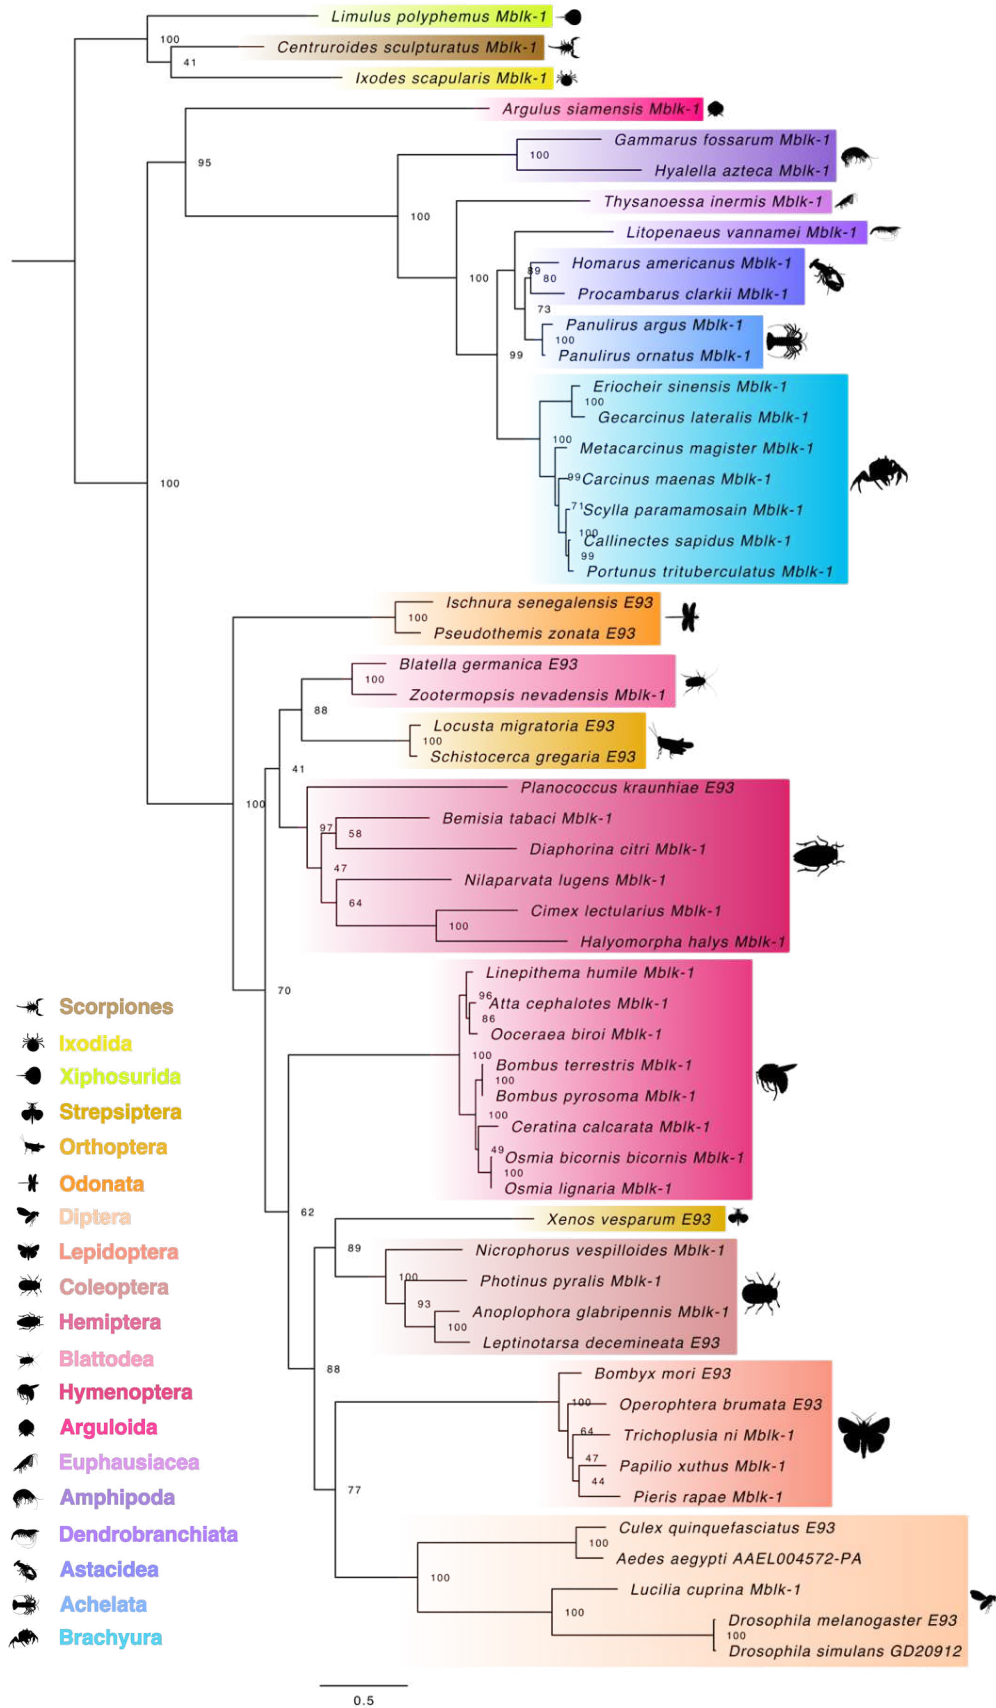 Limulus polyphemus Mblk-1
100
Centruroides sculpturatus Mblk-1
41
Ixodes scapularis Mblk-1
Argulus siamensis Mblk-1
95
Gammarus fossarum Mblk-1
100
Hyalella azteca Mblk-1
100
Thysanoessa inermis Mblk-1
Litopenaeus vannamei Mblk-1
100
89
Homarus americanus Mblk-1
80
Procambarus clarkii Mblk-1
73
Panulirus argus Mblk-1
100
Panulirus ornatus Mblk-1
99
Eriocheir sinensis Mblk-1
100
Gecarcinus lateralis Mblk-1
100
Metacarcinus magister Mblk-1
99
Carcinus maenas Mblk-1
71
Scylla paramamosain Mblk-1
100
Callinectes sapidus Mblk-1
99
Portunus trituberculatus Mblk-1
100
Ischnura senegalensis E93
100
Pseudothemis zonata E93
Blatella germanica E93
100
Zootermopsis nevadensis Mblk-1
88
Locusta migratoria E93
100
Schistocerca gregaria E93
41
Planococcus kraunhiae E93
100
Bemisia tabaci Mblk-1
97
58
Diaphorina citri Mblk-1
47
Nilaparvata lugens Mblk-1
64
Cimex lectularius Mblk-1
100
Halyomorpha halys Mblk-1
70
Linepithema humile Mblk-1
96
Atta cephalotes Mblk-1
86
Ooceraea biroi Mblk-1
100
Bombus terrestris Mblk-1
100
Bombus pyrosoma Mblk-1
100
Ceratina calcarata Mblk-1
49
Osmia bicornis bicornis Mblk-1
100
Osmia lignaria Mblk-1
62
Xenos vesparum E93
89
Nicrophorus vespilloides Mblk-1
100
Photinus pyralis Mblk-1
93
Anoplophora glabripennis Mblk-1
100
Leptinotarsa decemineata E93
88
Bombyx mori E93
100
Operophtera brumata E93
64
Trichoplusia ni Mblk-1
47
Papilio xuthus Mblk-1
44
Pieris rapae Mblk-1
77
Culex quinquefasciatus E93
100
Aedes aegypti AAEL004572-PA
100
Lucilia cuprina Mblk-1
100
Drosophila melanogaster E93
100
Drosophila simulans GD20912
Scorpiones
Ixodida
Xiphosurida
Strepsiptera
Orthoptera
Odonata
Diptera
Lepidoptera
Coleoptera
Hemiptera
Blattodea
Hymenoptera
Arguloida
Euphausiacea
Amphipoda
Dendrobranchiata
Astacidea
Achelata
Brachyura
0.5